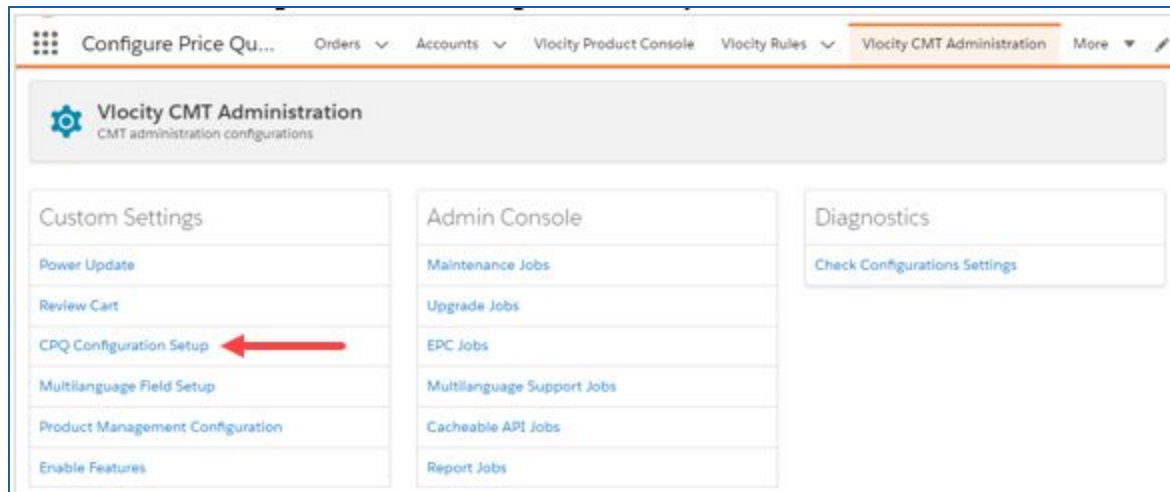 Configure Price Qu... Orders Accounts Vlocity Product Console Vlocity Rules Vlocity CMT Administration More
Vlocity CMT Administration
CMT administration configurations
Custom Settings
Power Update
Review Cart
CPQ Configuration Setup
Multilanguage Field Setup
Product Management Configuration
Enable Features
Admin Console
Maintenance Jobs
Upgrade Jobs
EPC Jobs
Multilanguage Support Jobs
Cacheable API Jobs
Report Jobs
Diagnostics
Check Configurations Settings